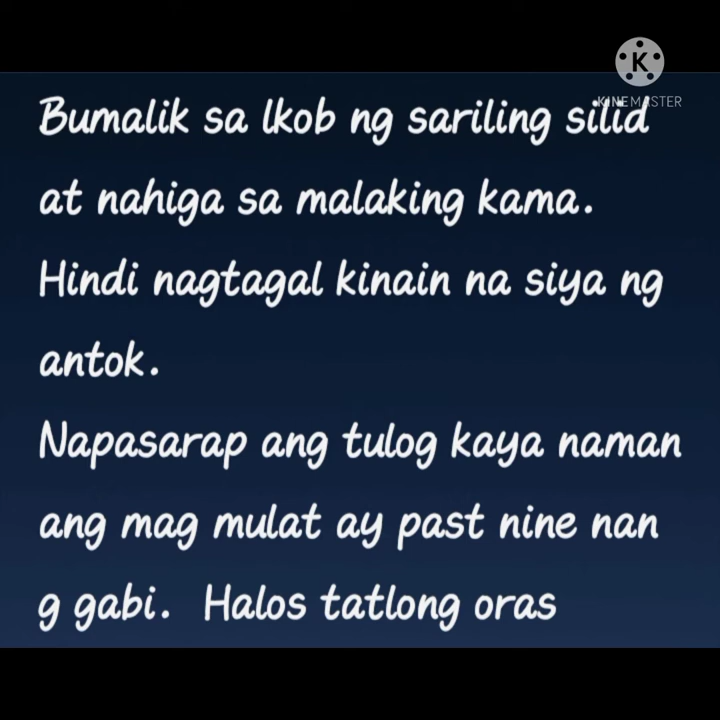 KINEMASTER
Bumalik sa lkob ng sariling silid
at nahiga sa malaking kama.
Hindi nagtagal kinain na siya ng
antok.
Napasarap ang tulog kaya naman
ang mag mulat ay past nine nan
g gabi. Halos tatlong oras